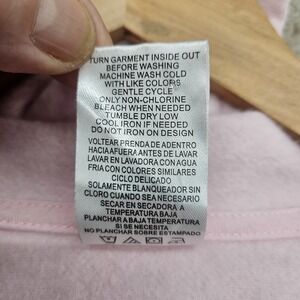 TURN GARMENT INSIDE OUT
BEFORE WASHING
MACHINE WASH COLD
WITH LIKE COLORS
GENTLE CYCLE
ONLY NON-CHLORINE
BLEACH WHEN NEEDED
TUMBLE DRY LOW
COOL IRON IF NEEDED
DO NOT IRON ON DESIGN
VOLTEAR PRENDA DE ADENTRO
HACIA AFUERA ANTES DE LAVAR
LAVAR EN LAVADORA CON AGUA
FRIA CON COLORES SIMILARES
CICLO DELICADO
SOLAMENTE BLANQUEADOR SIN
CLORO CUANDO SEA NECESARIO
SECAR EN SECADORA A
TEMPERATURA BAJA
PLANCHAR A BAJA TEMPERATURA
SI SE NECESITA
NO PLANCHAR SOBRE ESTAMPADO